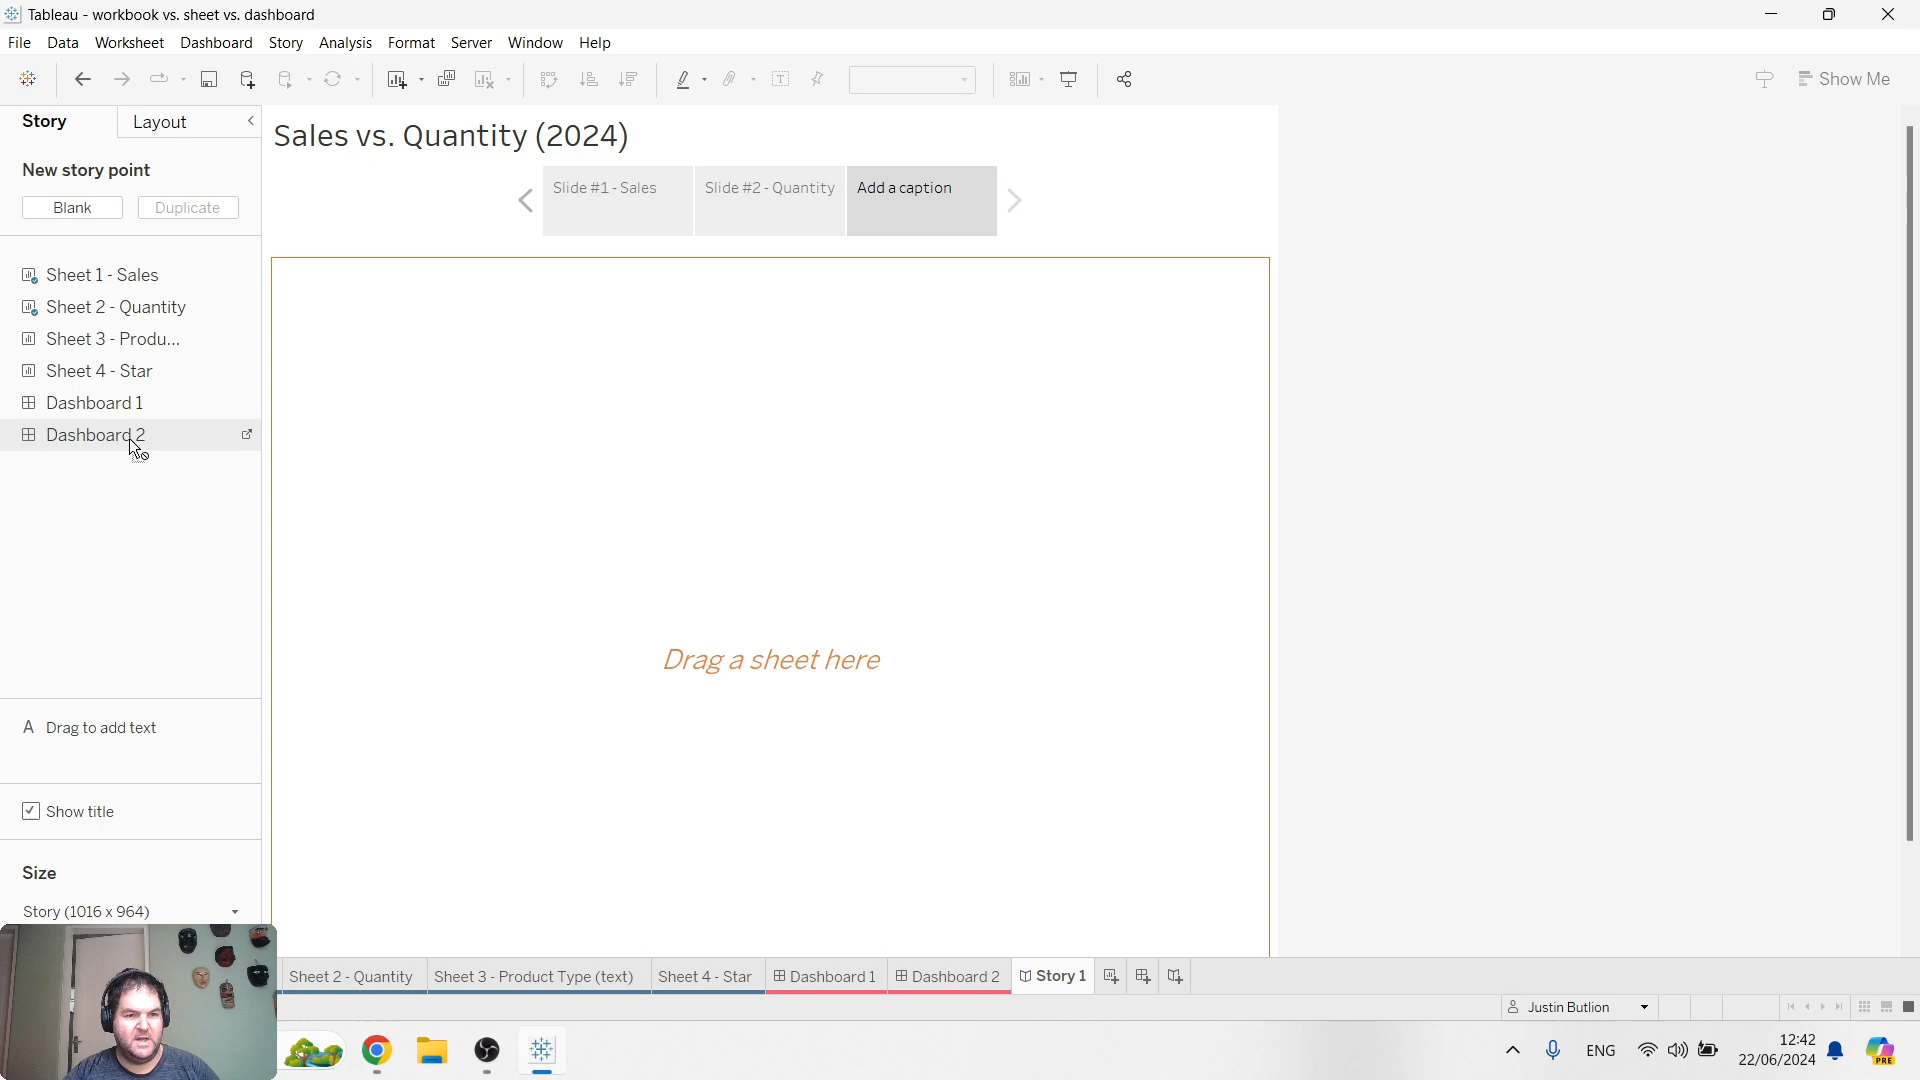 Tableau - workbook vs. sheet vs. dashboard
File Data Worksheet Dashboard Story Analysis Format Server Window Help
Show Me
Story Layout
Sales vs. Quantity (2024)
New story point
Blank Duplicate
Slide #1 - Sales Slide #2 - Quantity Add a caption
Sheet 1 - Sales
Sheet 2 - Quantity
Sheet 3 - Produ...
Sheet 4 - Star
Dashboard 1
Dashboard 2
Drag a sheet here
A Drag to add text
Show title
Size
Story (1016 x 964)
Sheet 2 - Quantity Sheet 3 - Product Type (text) Sheet 4 - Star Dashboard 1 Dashboard 2 Story 1
Justin Butlion
ENG
12:42
22/06/2024
PRE